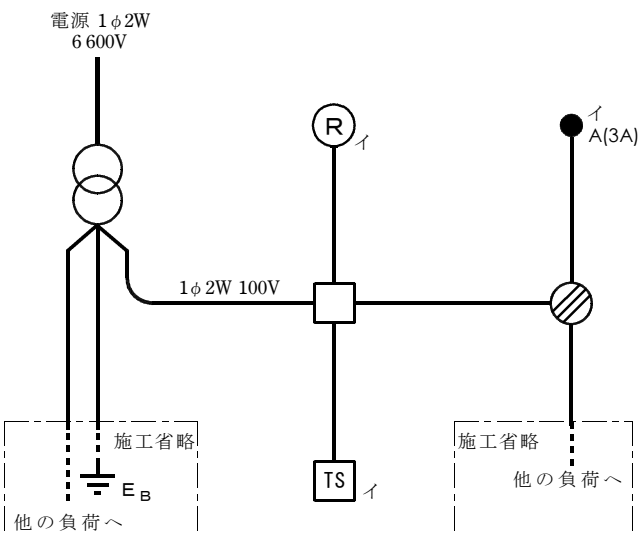 電源 1φ2W
6 600V
R
イ
イ
A(3A)
1φ2W 100V
施工省略
E B
他の負荷へ
TS
イ
施工省略
他の負荷へ